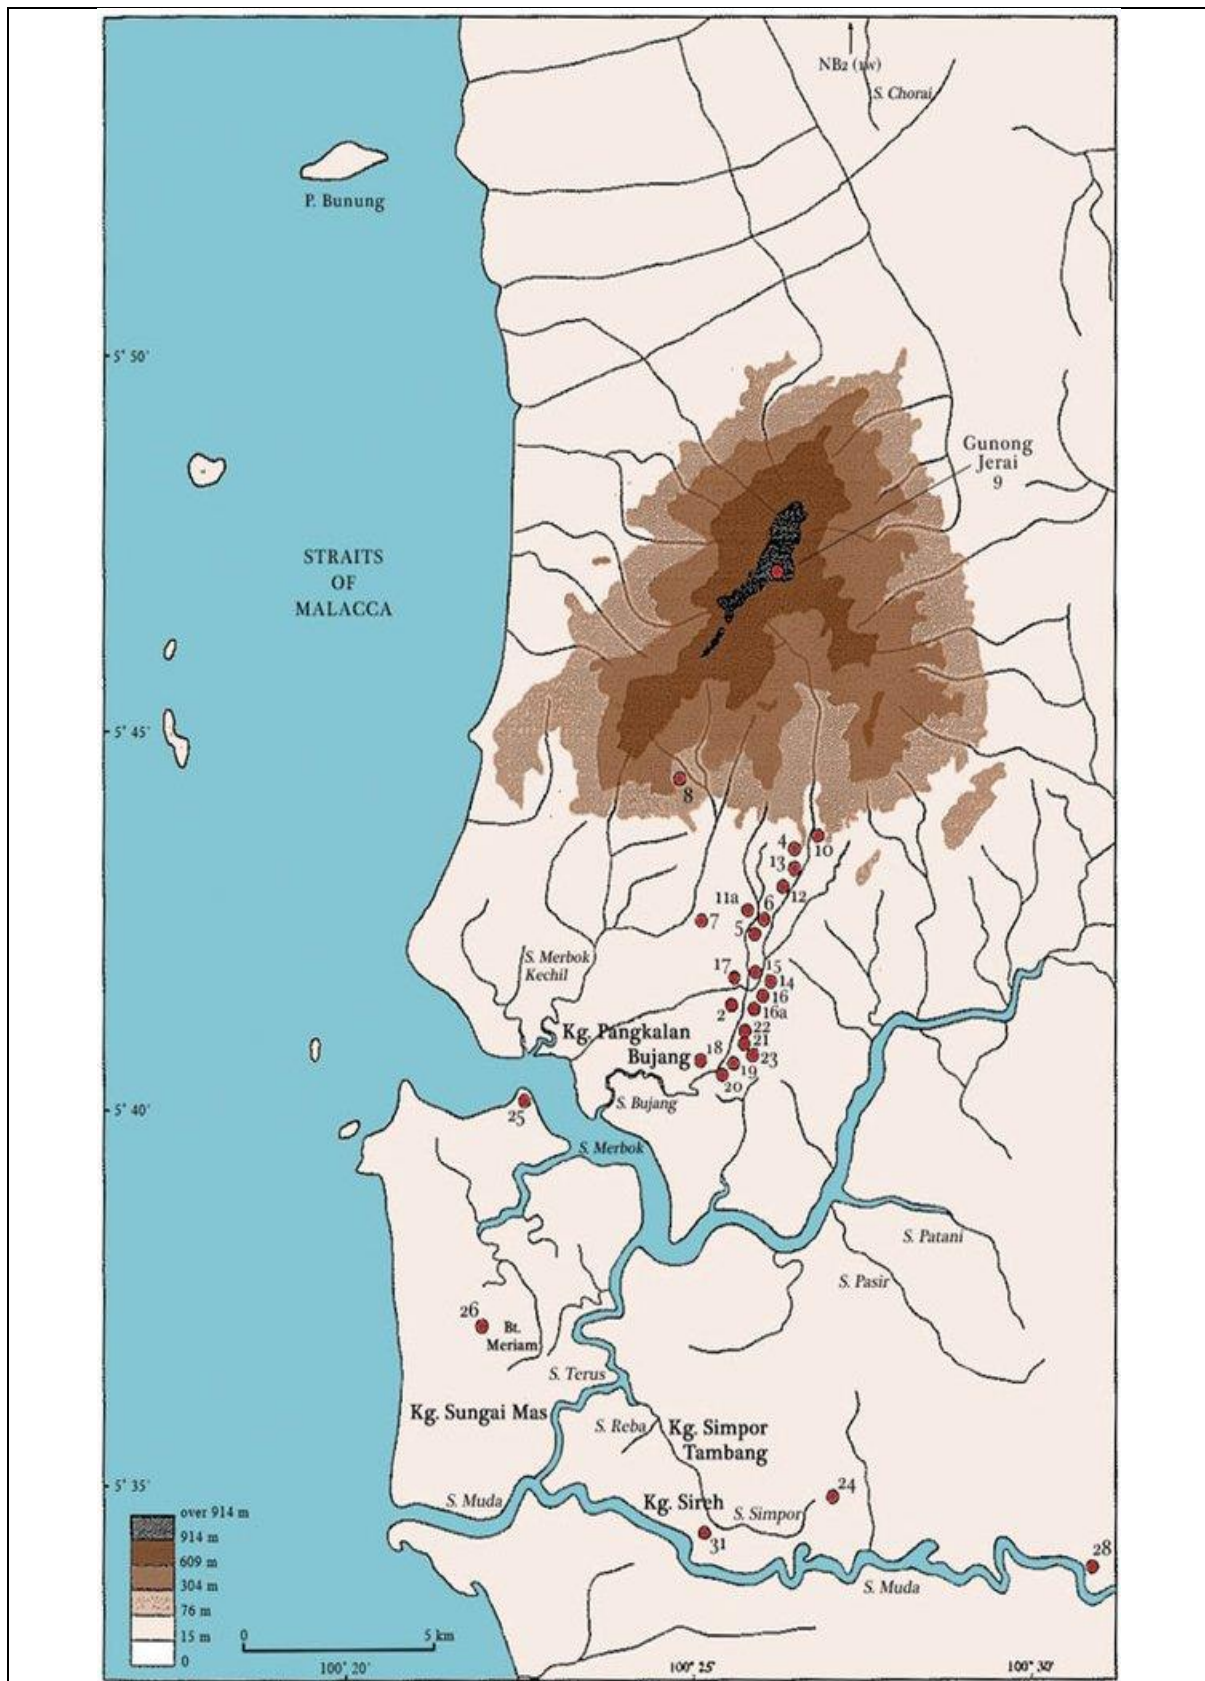 NB2 (1w)
S. Chorai
P. Bunung
5° 50'
Gunong
Jerai
9
STRAITS
OF
MALACCA
5° 45'
8
4
10
13
12
11a
6
7
5
S. Merbok
Kechil
17
15
14
16
2
16a
Kg. Pangkalan
Bujang
22
21
18
23
19
20
S. Bujang
5° 40'
25
S. Merbok
S. Patani
S. Pasir
26
Bt.
Meriam
S. Terus
Kg. Sungai Mas
S. Reba
Kg. Simpor
Tambang
5° 35'
24
S. Muda
Kg. Sireh
S. Simpor
31
28
S. Muda
over 914 m
914 m
609 m
304 m
76 m
15 m
0
0
5 km
100° 20'
100° 25'
100° 30'